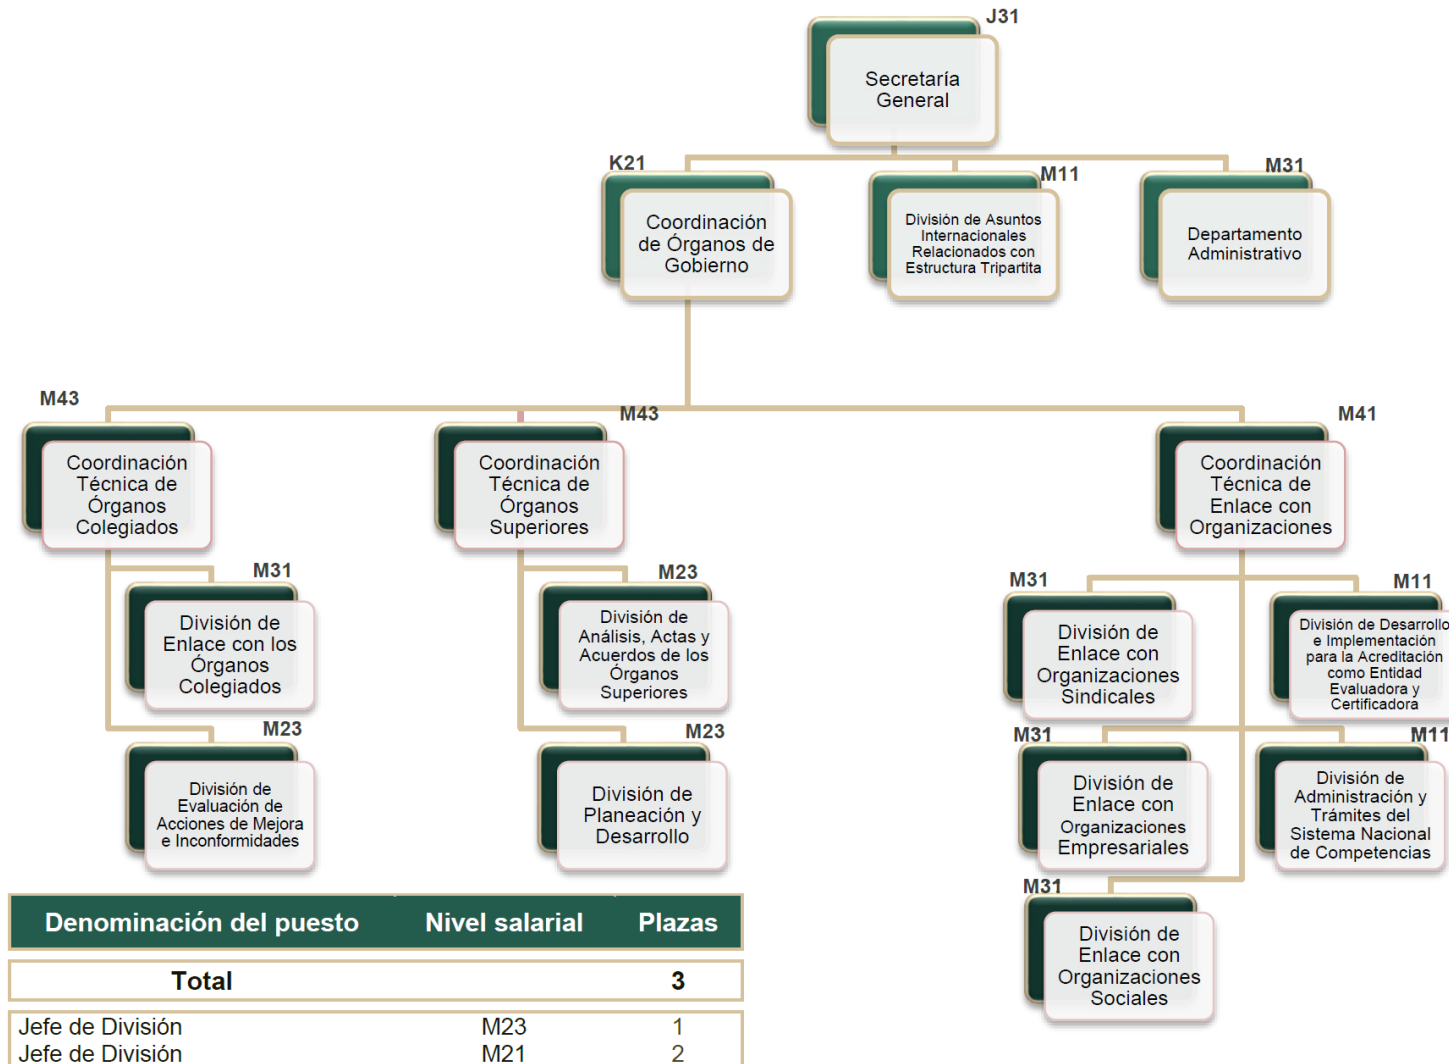 J31
Secretaría
General
K21
Coordinación
de Órganos de
Gobierno
M11
División de Asuntos
Internacionales
Relacionados con
Estructura Tripartita
M31
Departamento
Administrativo
M43
Coordinación
Técnica de
Órganos
Colegiados
M43
Coordinación
Técnica de
Órganos
Superiores
M41
Coordinación
Técnica de
Enlace con
Organizaciones
M31
División de
Enlace con los
Órganos
Colegiados
M23
División de
Análisis, Actas y
Acuerdos de los
Órganos
Superiores
M31
División de
Enlace con
Organizaciones
Sindicales
M11
División de Desarrollo
e Implementación
para la Acreditación
como Entidad
Evaluadora y
Certificadora
M23
División de
Evaluación de
Acciones de Mejora
e Inconformidades
M23
División de
Planeación y
Desarrollo
M31
División de
Enlace con
Organizaciones
Empresariales
M11
División de
Administración y
Trámites del
Sistema Nacional
de Competencias
M31
División de
Enlace con
Organizaciones
Sociales
Denominación del puesto Nivel salarial Plazas
Total 3
Jefe de División M23 1
Jefe de División M21 2